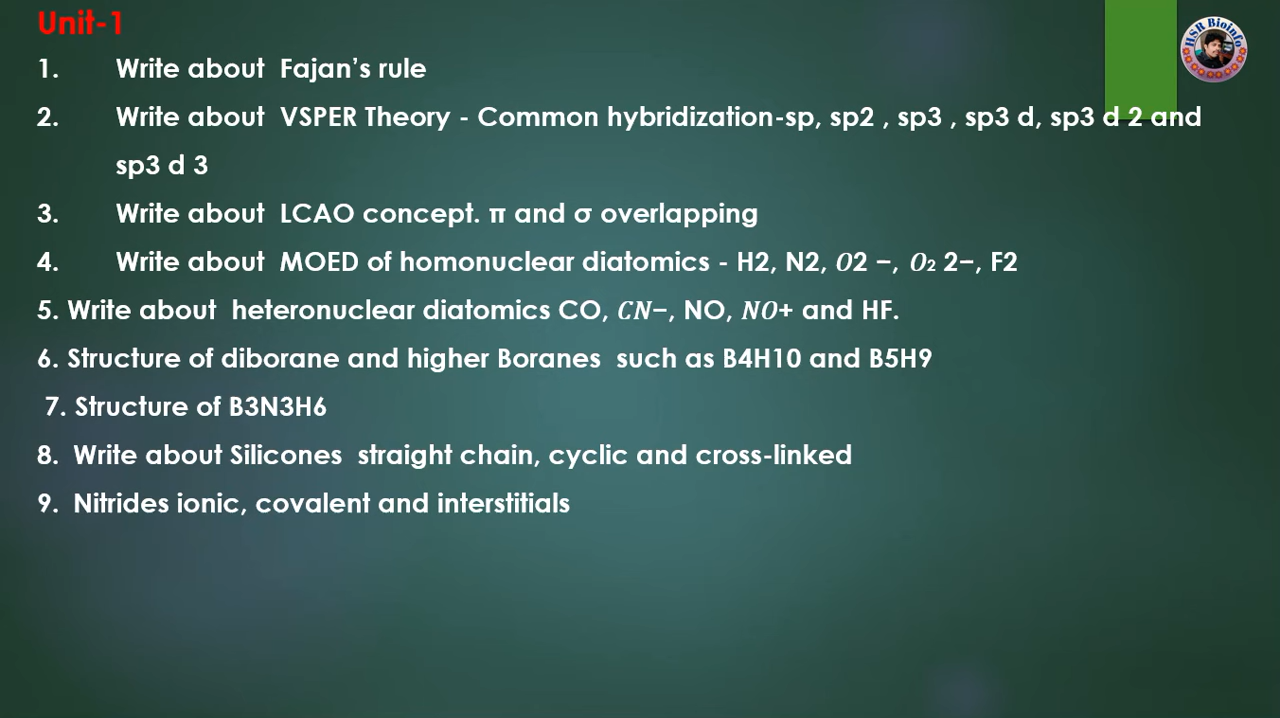 Unit-1
HSR Bioinfo
1. Write about Fajan's rule
2. Write about VSPER Theory - Common hybridization-sp, sp2 , sp3 , sp3 d, sp3 d 2 and
sp3 d 3
3. Write about LCAO concept. π and σ overlapping
4. Write about MOED of homonuclear diatomics - H2, N2, 𝑂2 −, 𝑂₂ 2−, F2
5. Write about heteronuclear diatomics CO, 𝐶𝑁−, NO, 𝑁𝑂+ and HF.
6. Structure of diborane and higher Boranes such as B4H10 and B5H9
7. Structure of B3N3H6
8. Write about Silicones straight chain, cyclic and cross-linked
9. Nitrides ionic, covalent and interstitials